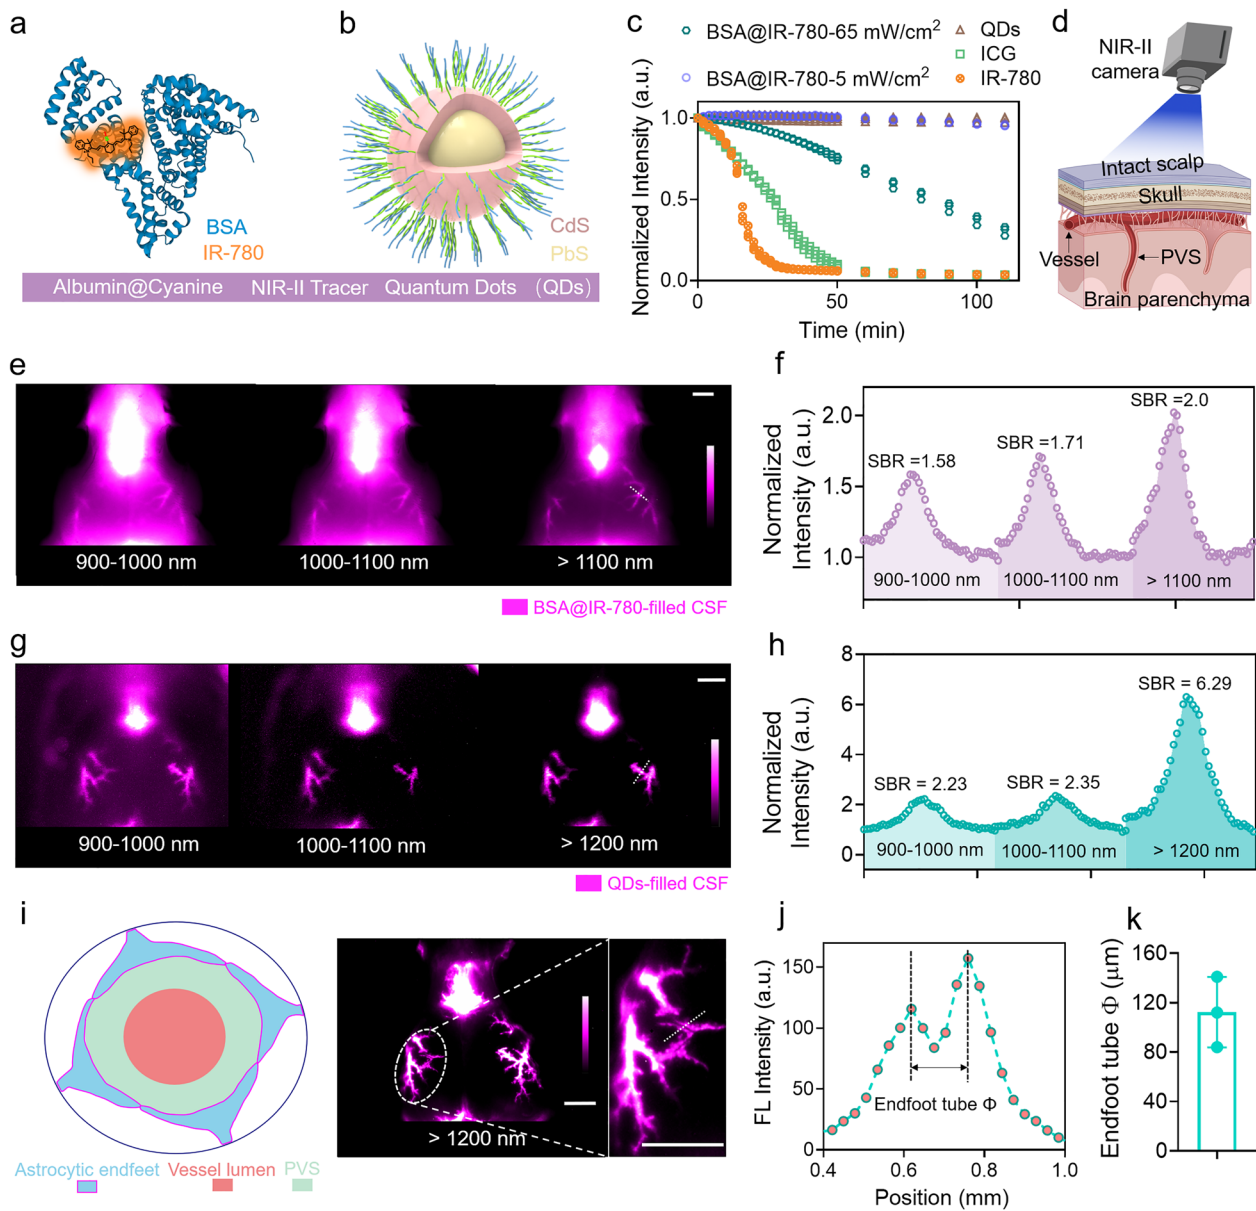 a
BSA
IR-780
b
CdS
PbS
Albumin@Cyanine NIR-II Tracer Quantum Dots (QDs)
c
BSA@IR-780-65 mW/cm²
BSA@IR-780-5 mW/cm²
QDs
ICG
IR-780
Normalized Intensity (a.u.)
1.0
0.5
0.0
0
50
100
Time (min)
d
NIR-II
camera
Intact scalp
Skull
Vessel
PVS
Brain parenchyma
e
900-1000 nm
1000-1100 nm
> 1100 nm
BSA@IR-780-filled CSF
f
Normalized
Intensity (a.u.)
2.0
1.5
1.0
SBR =1.58
SBR =1.71
SBR =2.0
900-1000 nm
1000-1100 nm
> 1100 nm
g
900-1000 nm
1000-1100 nm
> 1200 nm
QDs-filled CSF
h
Normalized
Intensity (a.u.)
8
6
4
2
0
SBR = 2.23
SBR = 2.35
SBR = 6.29
900-1000 nm
1000-1100 nm
> 1200 nm
i
Astrocytic endfeet
Vessel lumen
PVS
> 1200 nm
j
FL Intensity (a.u.)
150
100
50
0
Endfoot tube Φ
0.4
0.6
0.8
1.0
Position (mm)
k
Endfoot tube Φ (μm)
160
120
80
40
0